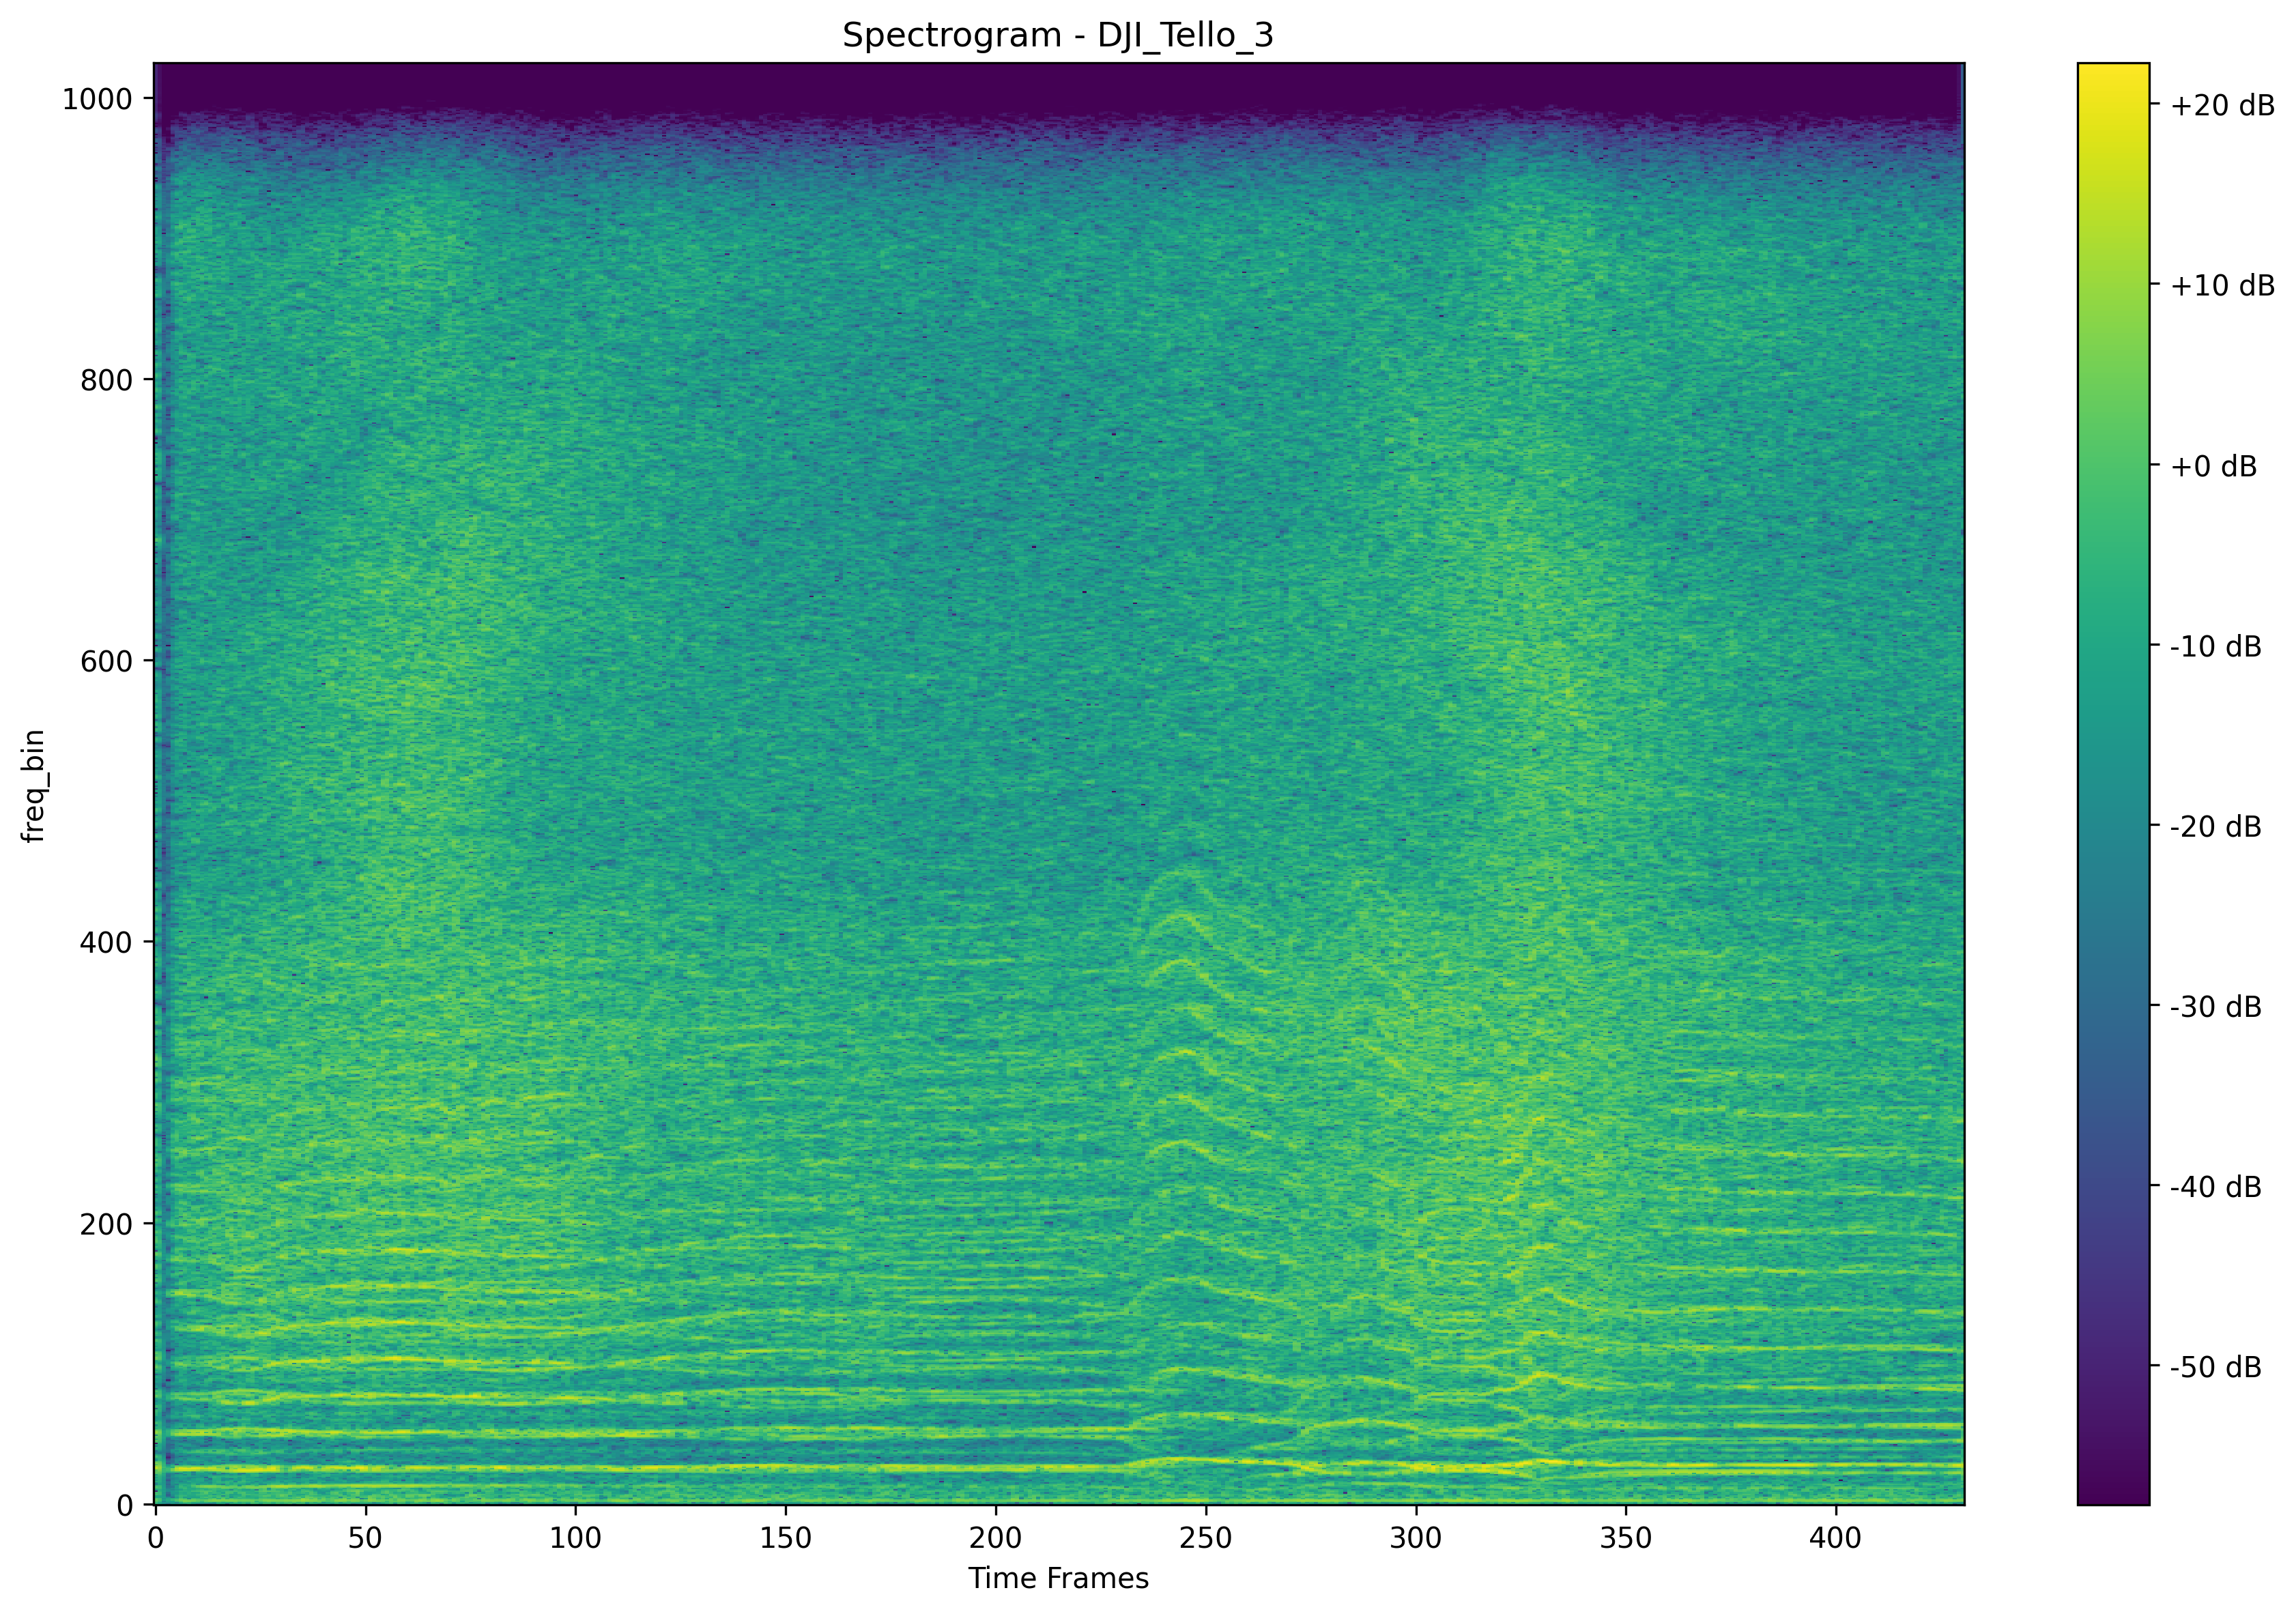 Spectrogram - DJI_Tello_3
1000
800
600
400
200
0
freq_bin
0 50 100 150 200 250 300 350 400
Time Frames
+20 dB
+10 dB
+0 dB
-10 dB
-20 dB
-30 dB
-40 dB
-50 dB